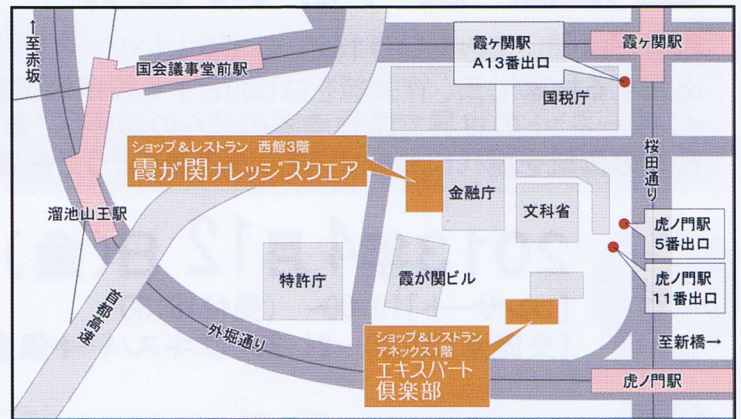 ↑至赤坂
国会議事堂前駅
霞ヶ関駅
A13番出口
霞ヶ関駅
国税庁
ショップ&レストラン 西館3階
霞が関ナレッジスクエア
金融庁
文科省
桜田通り
溜池山王駅
虎ノ門駅
5番出口
特許庁
霞が関ビル
虎ノ門駅
11番出口
首都高速
外堀通り
ショップ&レストラン
アネックス1階
エキスパート
倶楽部
至新橋→
虎ノ門駅